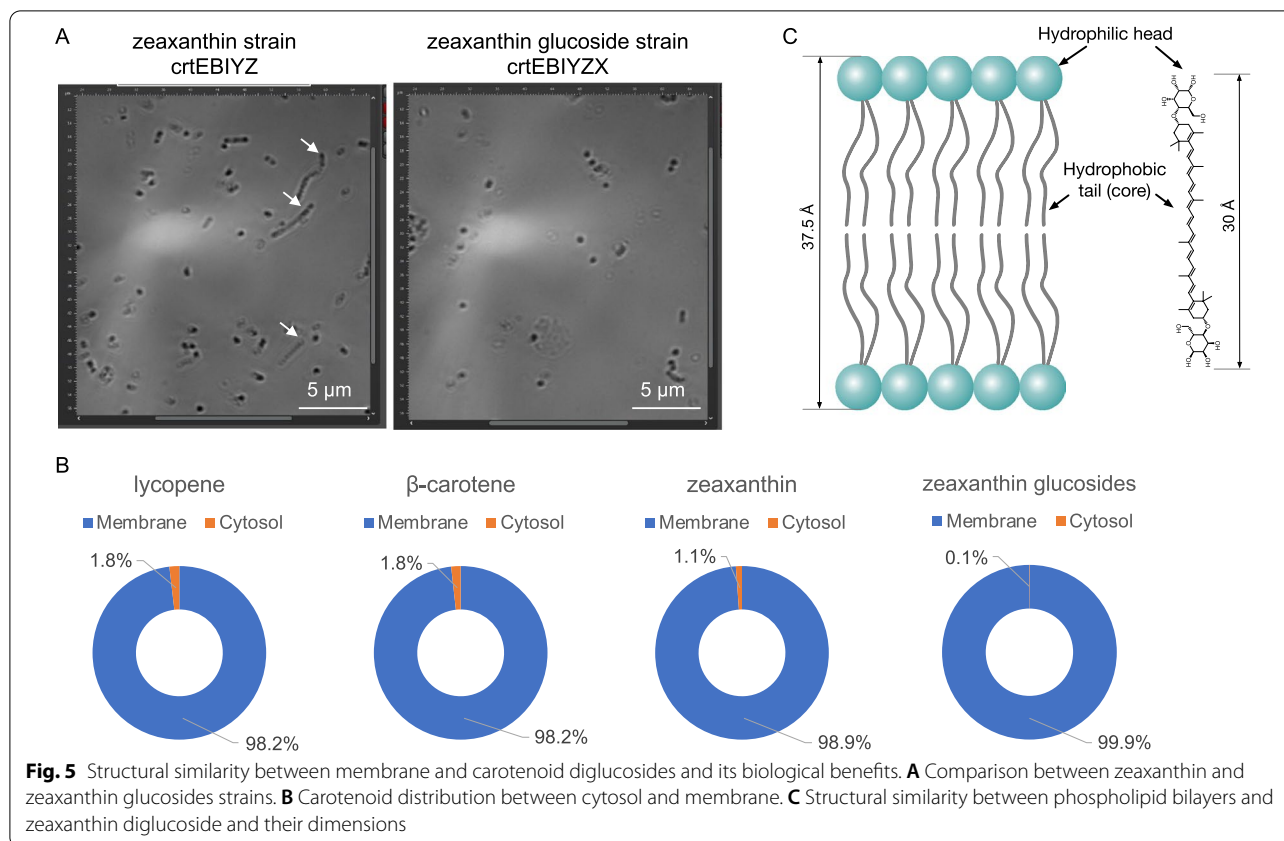 A
zeaxanthin strain
crtEBIYZ
zeaxanthin glucoside strain
crtEBIYZX
5 µm
5 µm
C
Hydrophilic head
Hydrophobic
tail (core)
37.5 Å
30 Å
B
lycopene
Membrane Cytosol
1.8%
98.2%
β-carotene
Membrane Cytosol
1.8%
98.2%
zeaxanthin
Membrane Cytosol
1.1%
98.9%
zeaxanthin glucosides
Membrane Cytosol
0.1%
99.9%
Fig. 5 Structural similarity between membrane and carotenoid diglucosides and its biological benefits. A Comparison between zeaxanthin and
zeaxanthin glucosides strains. B Carotenoid distribution between cytosol and membrane. C Structural similarity between phospholipid bilayers and
zeaxanthin diglucoside and their dimensions